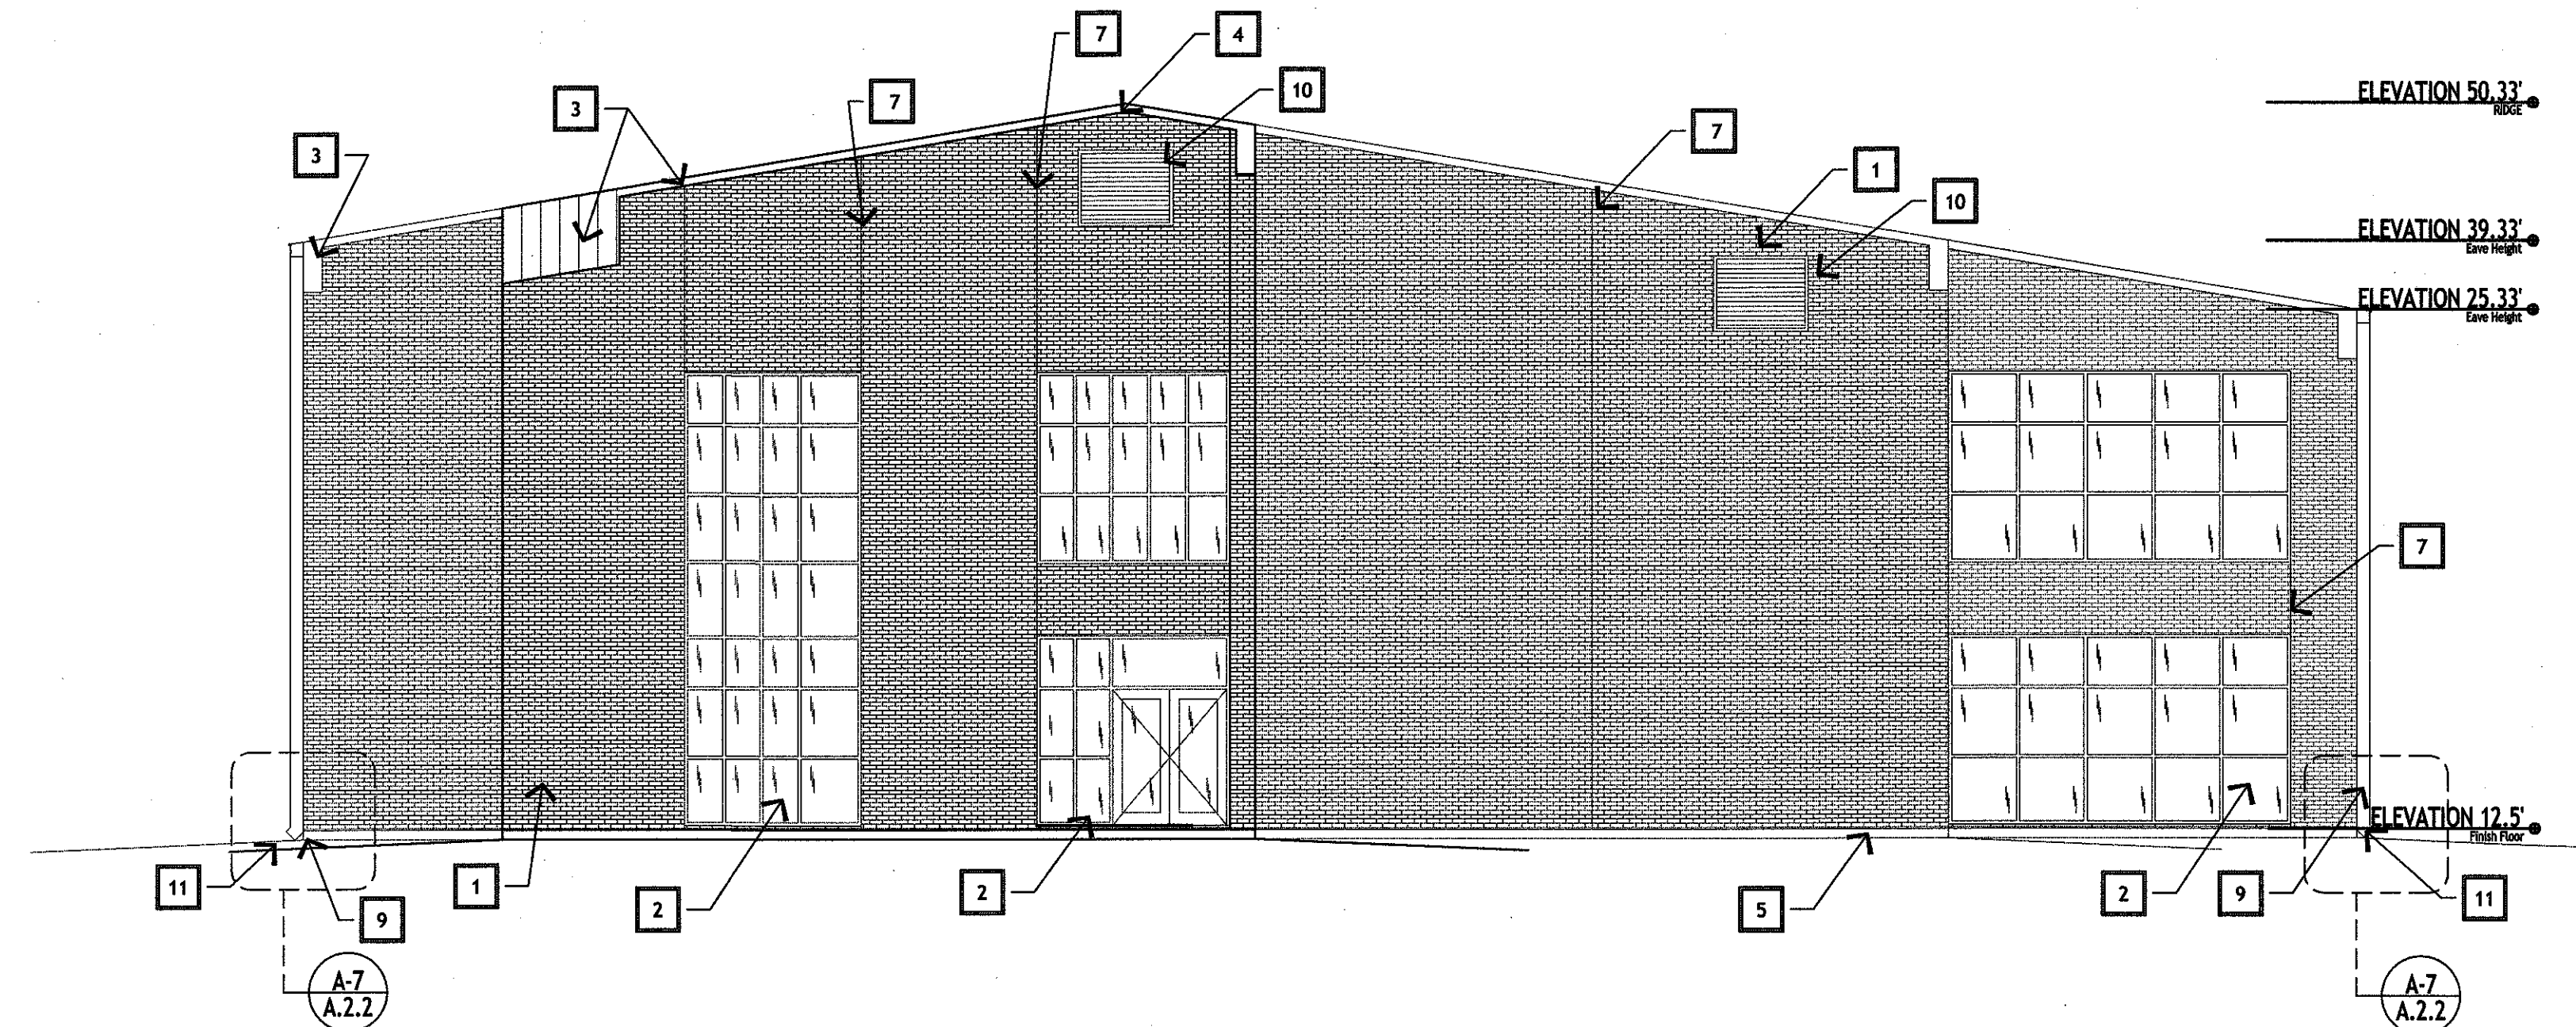 7
4
3
7
10
ELEVATION 50.33'
RIDGE
3
7
1
10
ELEVATION 39.33'
Eave Height
ELEVATION 25.33'
Eave Height
7
ELEVATION 12.5'
Finish Floor
11
1
2
2
5
2
9
11
9
A-7
A.2.2
A-7
A.2.2